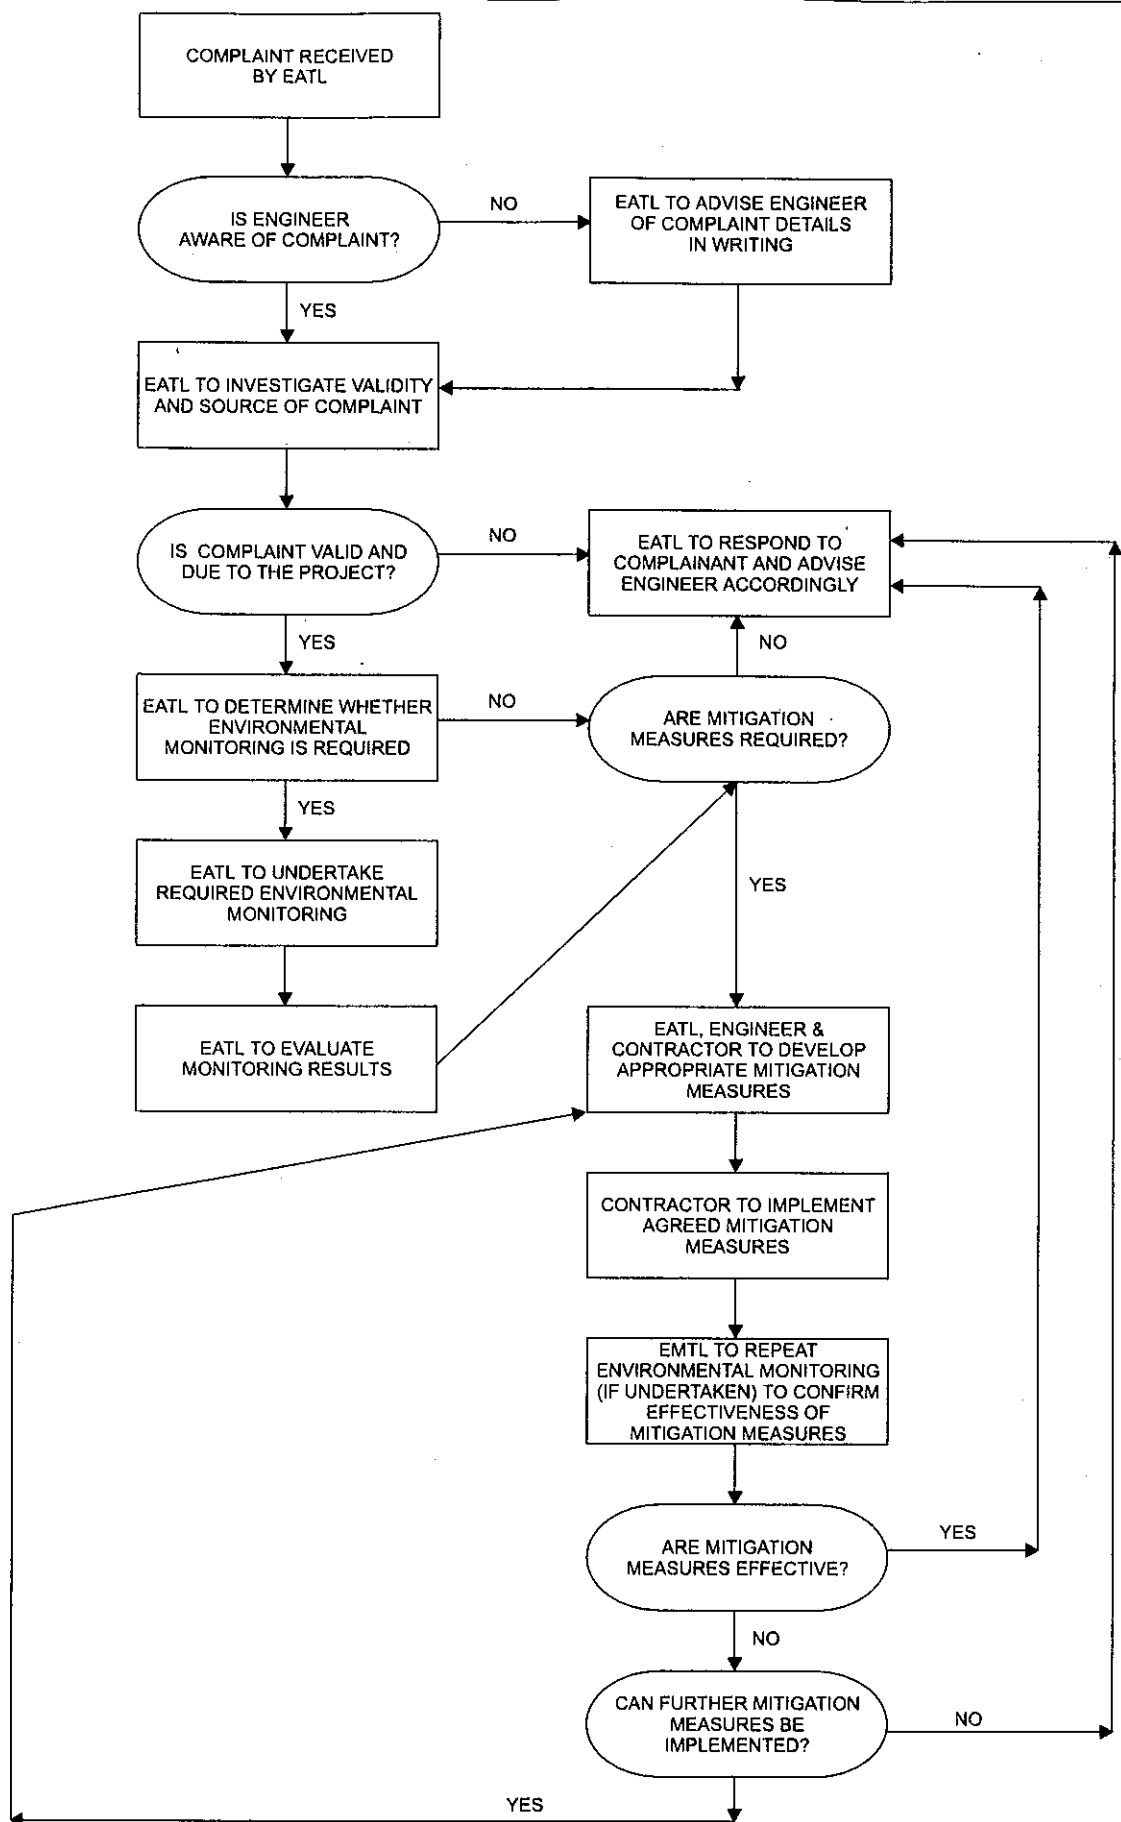 COMPLAINT RECEIVED
BY EATL
IS ENGINEER
AWARE OF COMPLAINT?
NO
EATL TO ADVISE ENGINEER
OF COMPLAINT DETAILS
IN WRITING
YES
EATL TO INVESTIGATE VALIDITY
AND SOURCE OF COMPLAINT
IS COMPLAINT VALID AND
DUE TO THE PROJECT?
NO
EATL TO RESPOND TO
COMPLAINANT AND ADVISE
ENGINEER ACCORDINGLY
YES
NO
EATL TO DETERMINE WHETHER
ENVIRONMENTAL
MONITORING IS REQUIRED
NO
ARE MITIGATION
MEASURES REQUIRED?
YES
EATL TO UNDERTAKE
REQUIRED ENVIRONMENTAL
MONITORING
YES
EATL TO EVALUATE
MONITORING RESULTS
EATL, ENGINEER &
CONTRACTOR TO DEVELOP
APPROPRIATE MITIGATION
MEASURES
CONTRACTOR TO IMPLEMENT
AGREED MITIGATION
MEASURES
EMTL TO REPEAT
ENVIRONMENTAL MONITORING
(IF UNDERTAKEN) TO CONFIRM
EFFECTIVENESS OF
MITIGATION MEASURES
ARE MITIGATION
MEASURES EFFECTIVE?
YES
NO
CAN FURTHER MITIGATION
MEASURES BE
IMPLEMENTED?
NO
YES